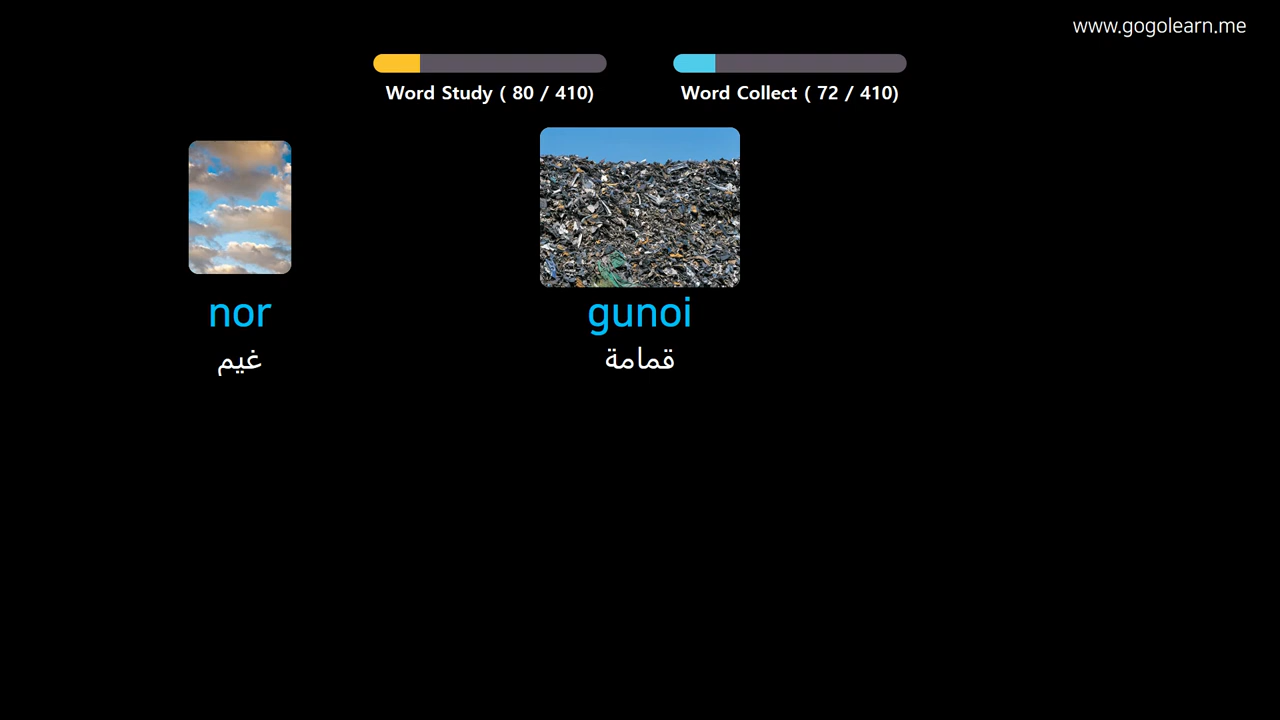 www.gogolearn.me
Word Study ( 80 / 410)
Word Collect ( 72 / 410)
nor
غيم
gunoi
قمامة